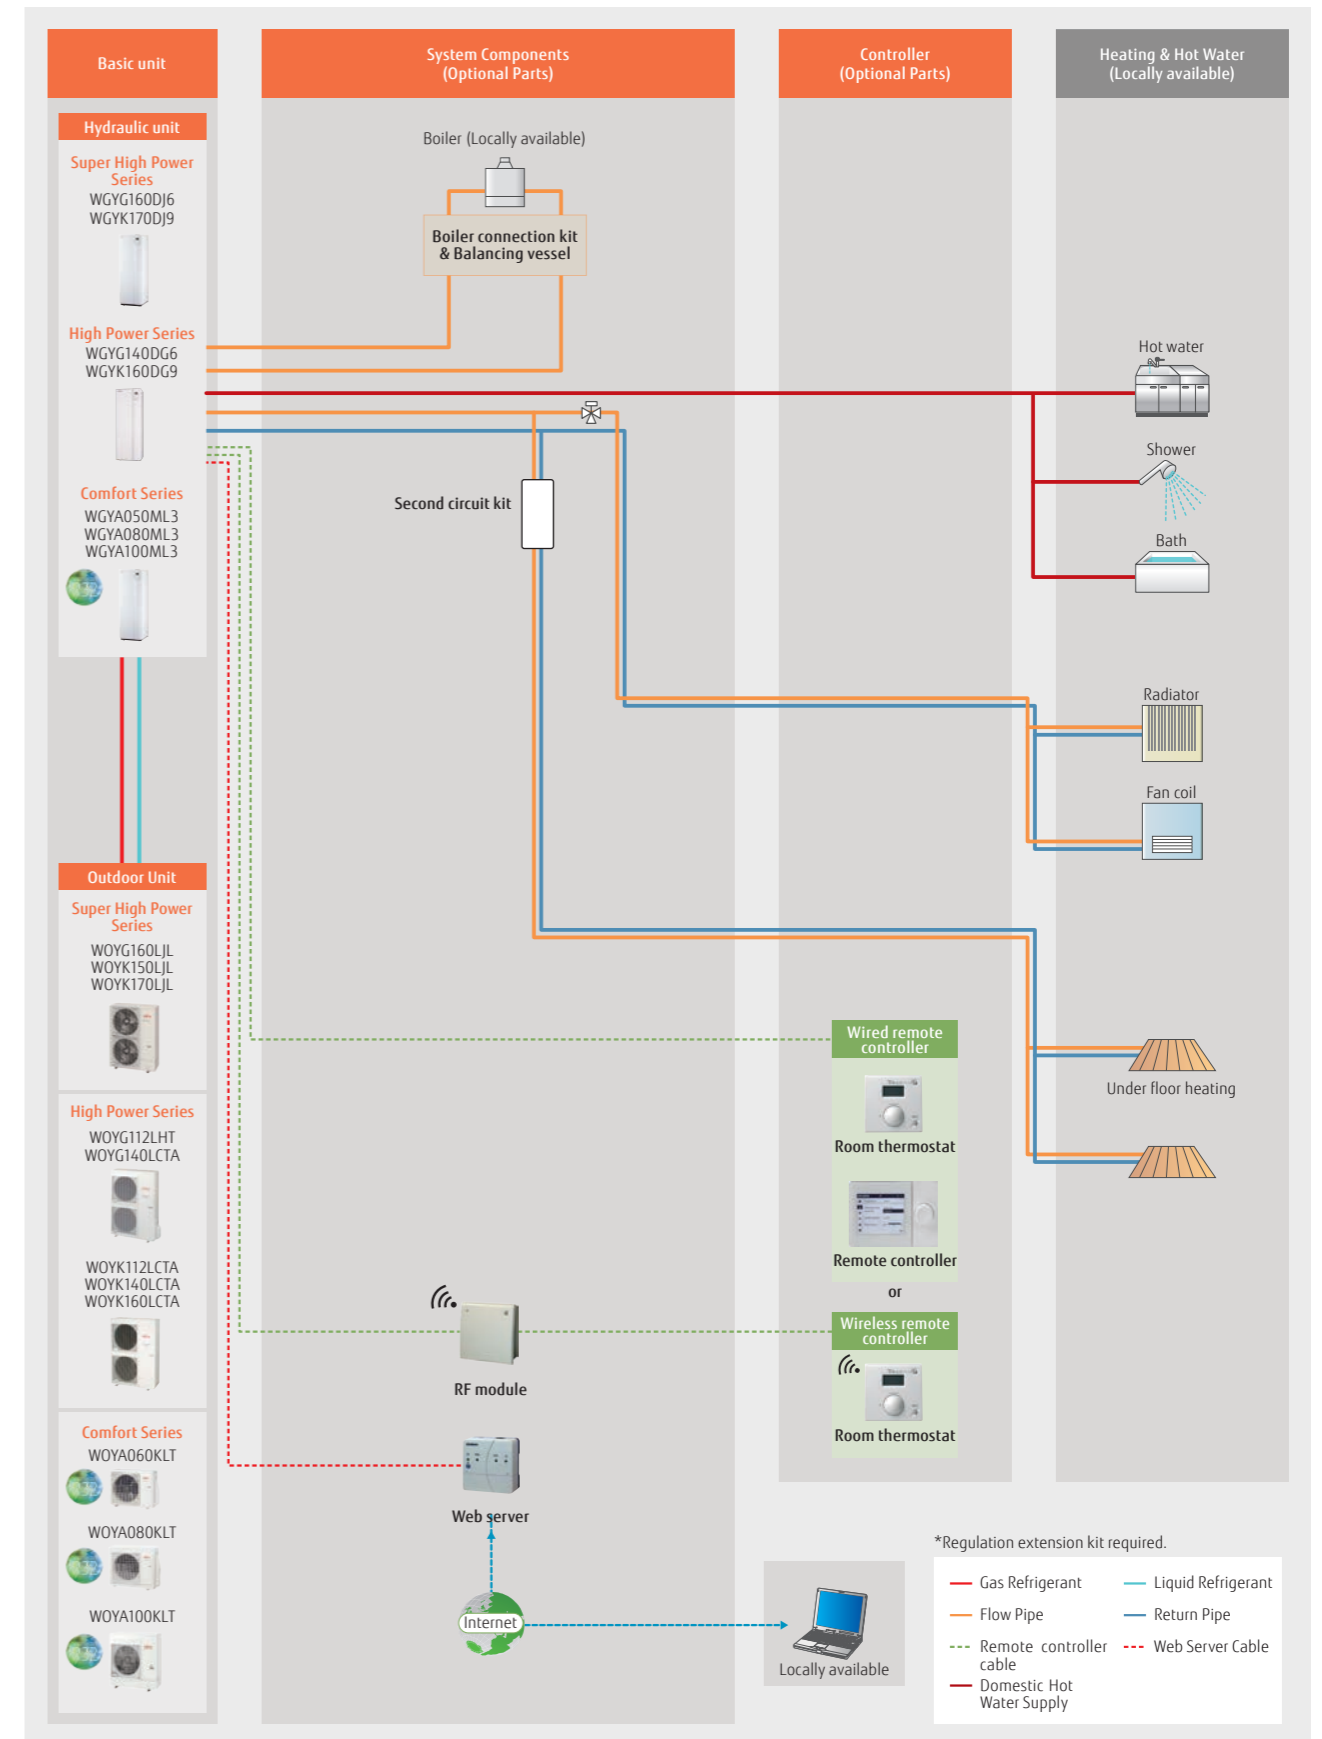 Basic unit
System Components
(Optional Parts)
Controller
(Optional Parts)
Heating & Hot Water
(Locally available)
Hydraulic unit
Super High Power
Series
WGYG160DJ6
WGYK170DJ9
High Power Series
WGYG140DG6
WGYK160DG9
Comfort Series
WGYA050ML3
WGYA080ML3
WGYA100ML3
Outdoor Unit
Super High Power
Series
WOYG160LJL
WOYK150LJL
WOYK170LJL
High Power Series
WOYG112LHT
WOYG140LCTA
WOYK112LCTA
WOYK140LCTA
WOYK160LCTA
Comfort Series
WOYA060KLT
WOYA080KLT
WOYA100KLT
Boiler (Locally available)
Boiler connection kit
& Balancing vessel
Second circuit kit
RF module
Web server
Internet
Locally available
Wired remote
controller
Room thermostat
Remote controller
or
Wireless remote
controller
Room thermostat
Hot water
Shower
Bath
Radiator
Fan coil
Under floor heating
*Regulation extension kit required.
Gas Refrigerant
Liquid Refrigerant
Flow Pipe
Return Pipe
Remote controller
cable
Web Server Cable
Domestic Hot
Water Supply